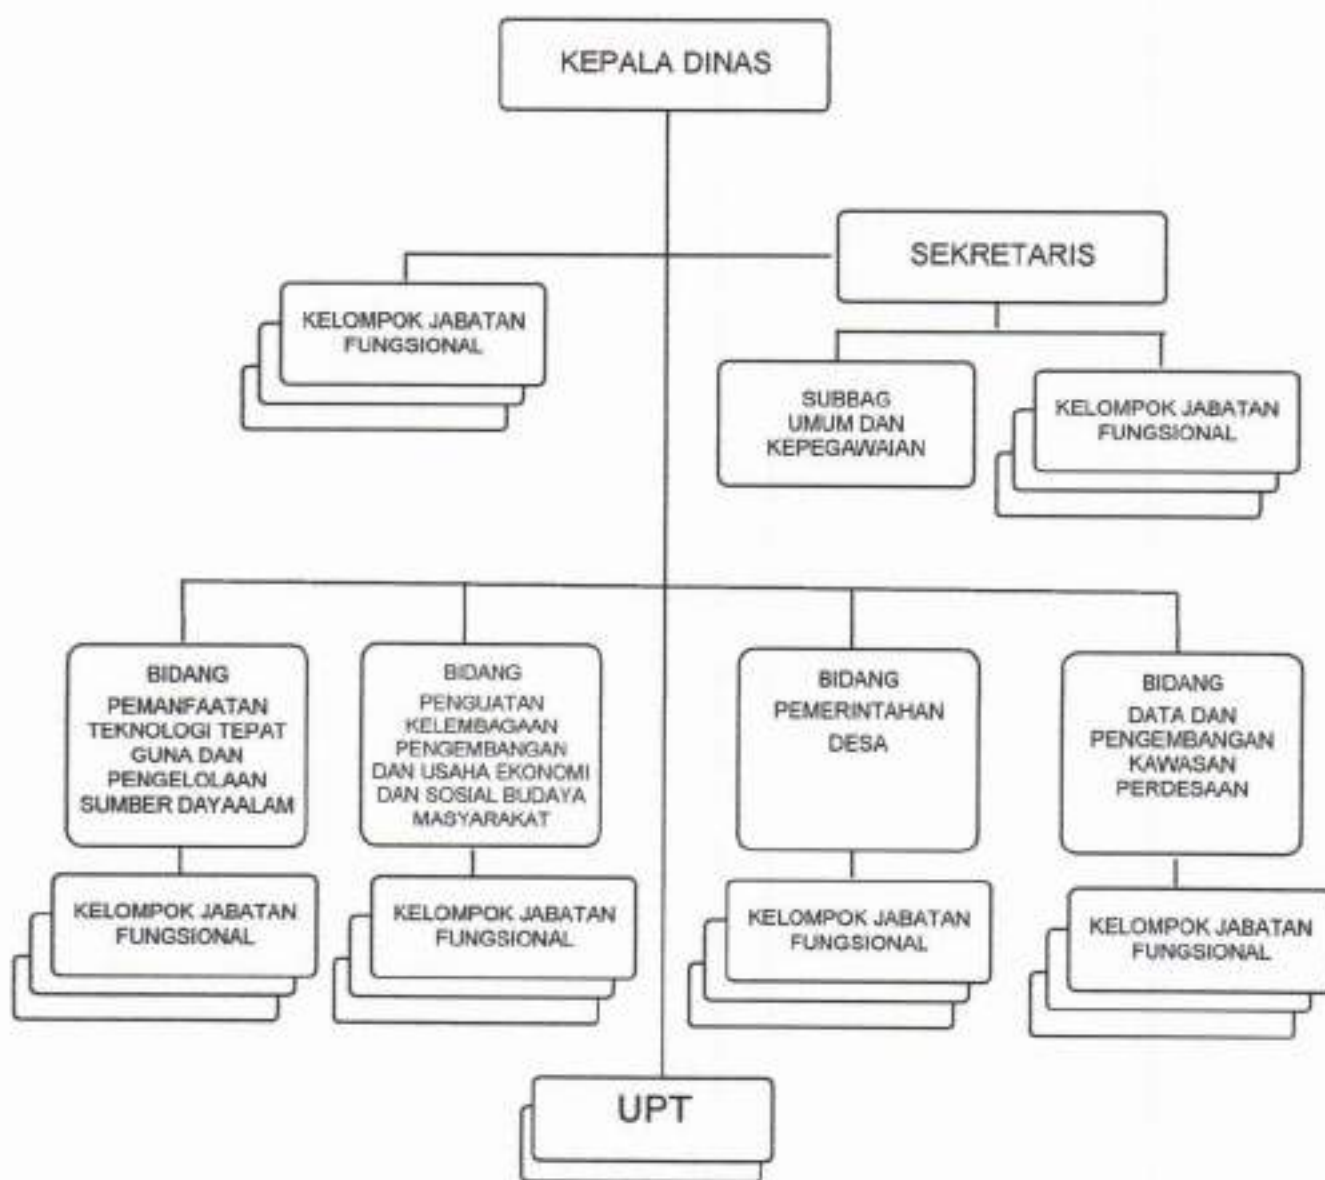 KEPALA DINAS
SEKRETARIS
KELOMPOK JABATAN
FUNGSIONAL
SUBBAG
UMUM DAN
KEPEGAWAIAN
KELOMPOK JABATAN
FUNGSIONAL
BIDANG
PEMANFAATAN
TEKNOLOGI TEPAT
GUNA DAN
PENGELOLAAN
SUMBER DAYAALAM
BIDANG
PENGUATAN
KELEMBAGAAN
PENGEMBANGAN
DAN USAHA EKONOMI
DAN SOSIAL BUDAYA
MASYARAKAT
BIDANG
PEMERINTAHAN
DESA
BIDANG
DATA DAN
PENGEMBANGAN
KAWASAN
PERDESAAN
KELOMPOK JABATAN
FUNGSIONAL
KELOMPOK JABATAN
FUNGSIONAL
KELOMPOK JABATAN
FUNGSIONAL
KELOMPOK JABATAN
FUNGSIONAL
UPT